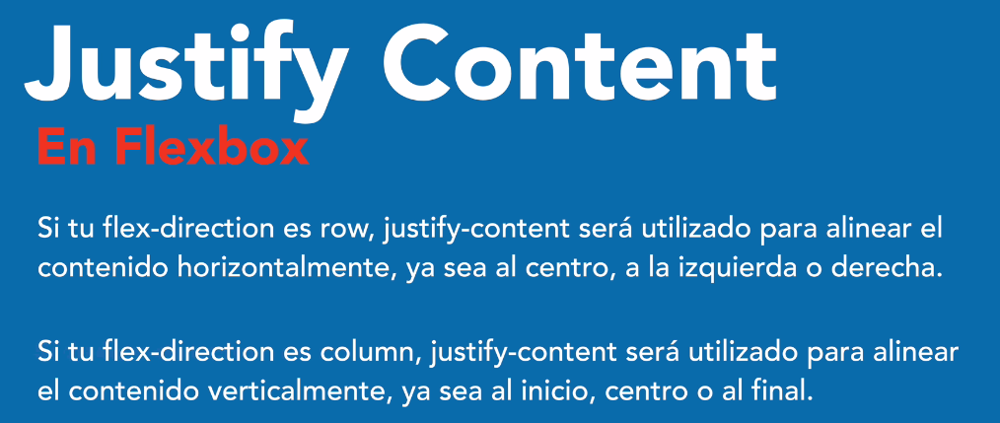 Justify Content
En Flexbox
Si tu flex-direction es row, justify-content será utilizado para alinear el
contenido horizontalmente, ya sea al centro, a la izquierda o derecha.
Si tu flex-direction es column, justify-content será utilizado para alinear
el contenido verticalmente, ya sea al inicio, centro o al final.